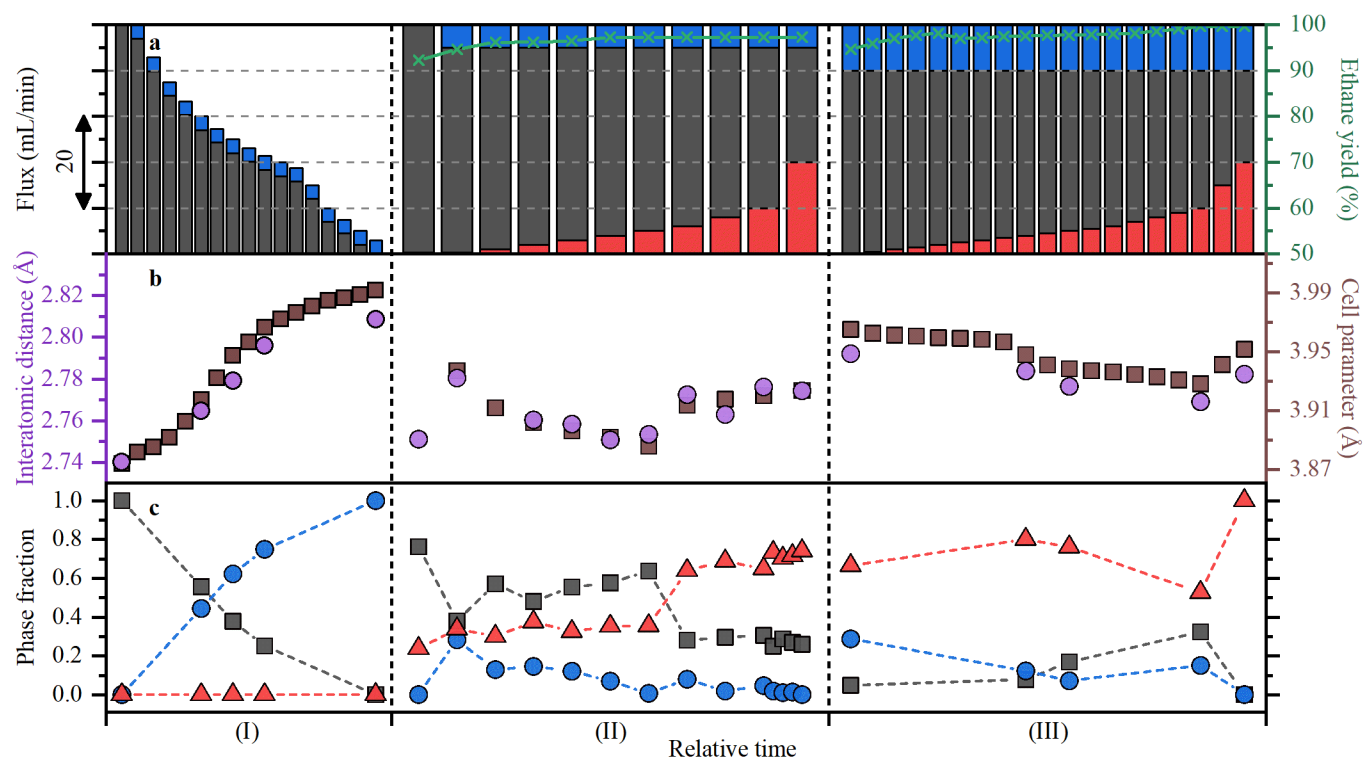 a
Flux (mL/min)
20
100
90
80
70
60
50
Ethane yield (%)
b
Interatomic distance (Å)
2.82
2.80
2.78
2.76
2.74
3.99
3.95
3.91
3.87
Cell parameter (Å)
c
Phase fraction
1.0
0.8
0.6
0.4
0.2
0.0
(I)
(II)
(III)
Relative time